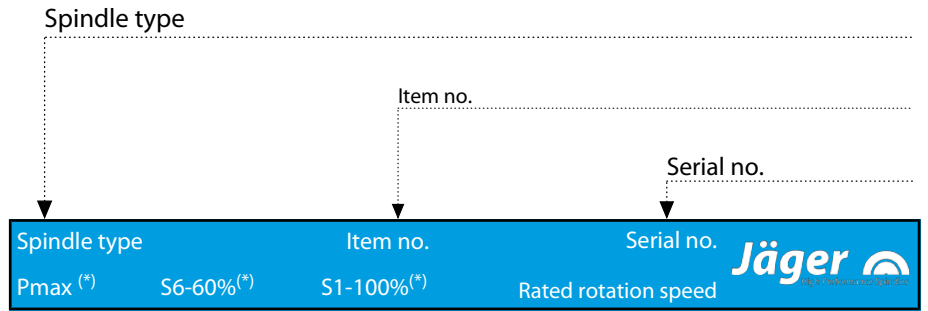 Spindle type
Item no.
Serial no.
Spindle type Item no. Serial no.
Jäger
Pmax (*) S6-60%(*) S1-100%(*) Rated rotation speed